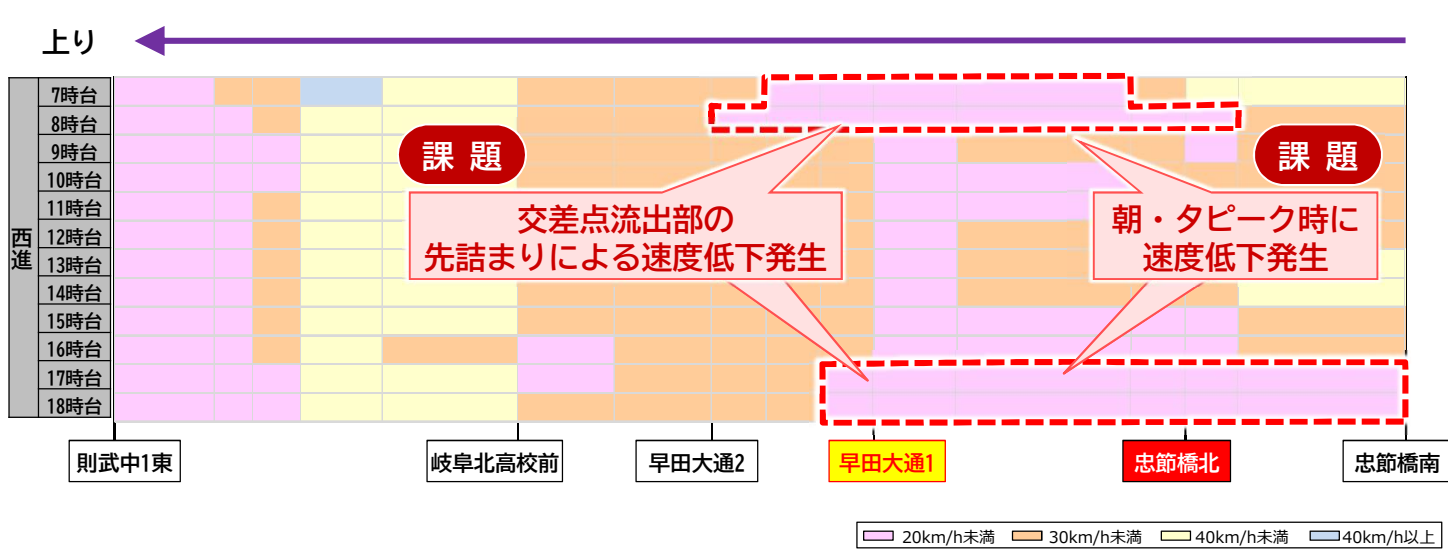 上り
西進
7時台
8時台
9時台
10時台
11時台
12時台
13時台
14時台
15時台
16時台
17時台
18時台
課題
交差点流出部の
先詰まりによる速度低下発生
課題
朝・夕ピーク時に
速度低下発生
則武中1東
岐阜北高校前
早田大通2
早田大通1
忠節橋北
忠節橋南
20km/h未満 30km/h未満 40km/h未満 40km/h以上